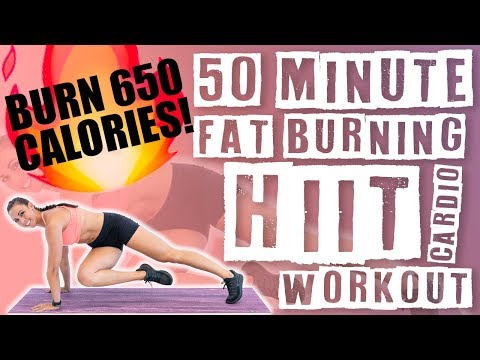 BURN 650
CALORIES!
50 MINUTE
FAT BURNING
HIIT
CARDIO
WORKOUT